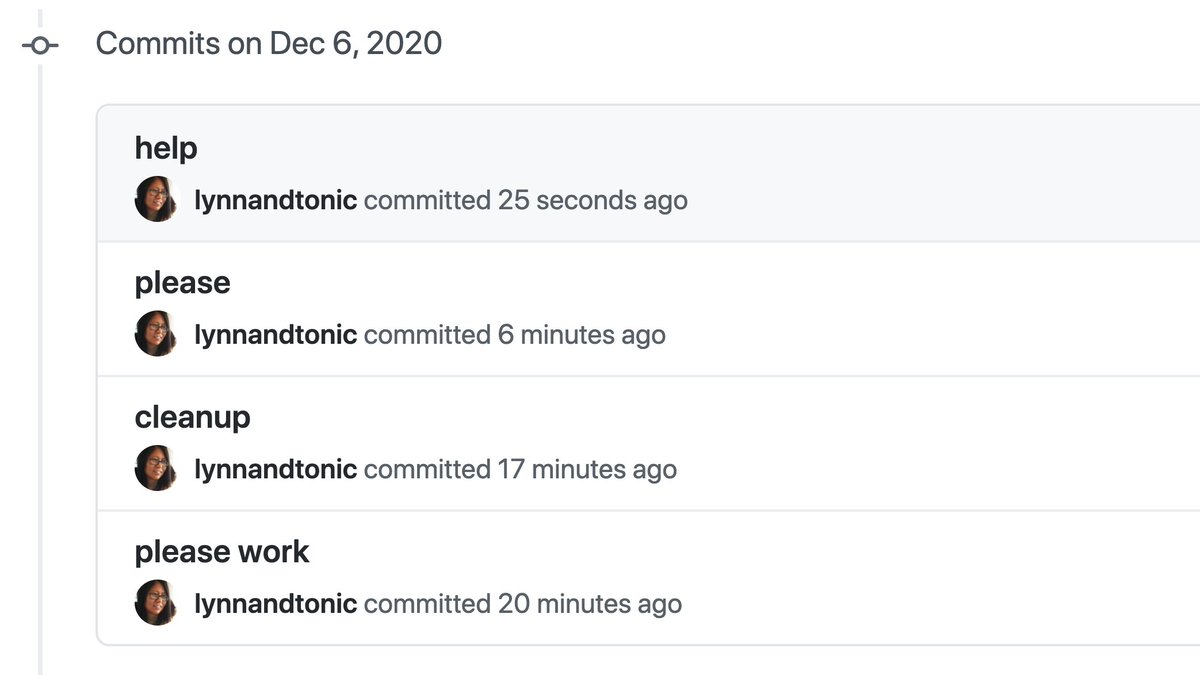 Commits on Dec 6, 2020
help
lynnandtonic committed 25 seconds ago
please
lynnandtonic committed 6 minutes ago
cleanup
lynnandtonic committed 17 minutes ago
please work
lynnandtonic committed 20 minutes ago